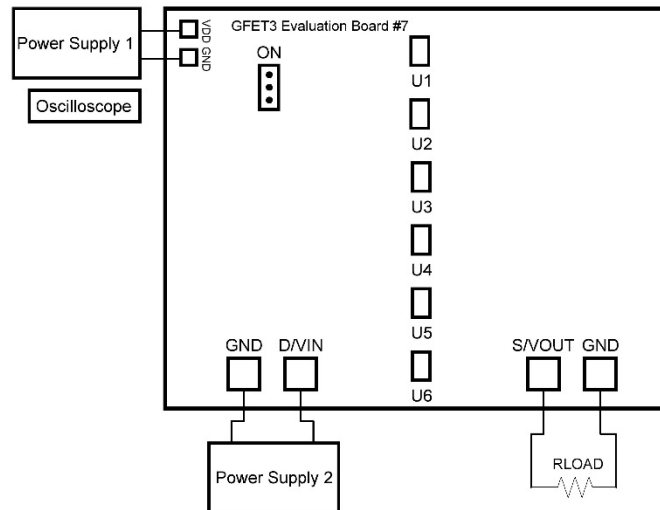 GFET3 Evaluation Board #7
Power Supply 1
VDD
GND
ON
Oscilloscope
U1
U2
U3
U4
U5
U6
GND D/VIN
S/VOUT GND
Power Supply 2
RLOAD